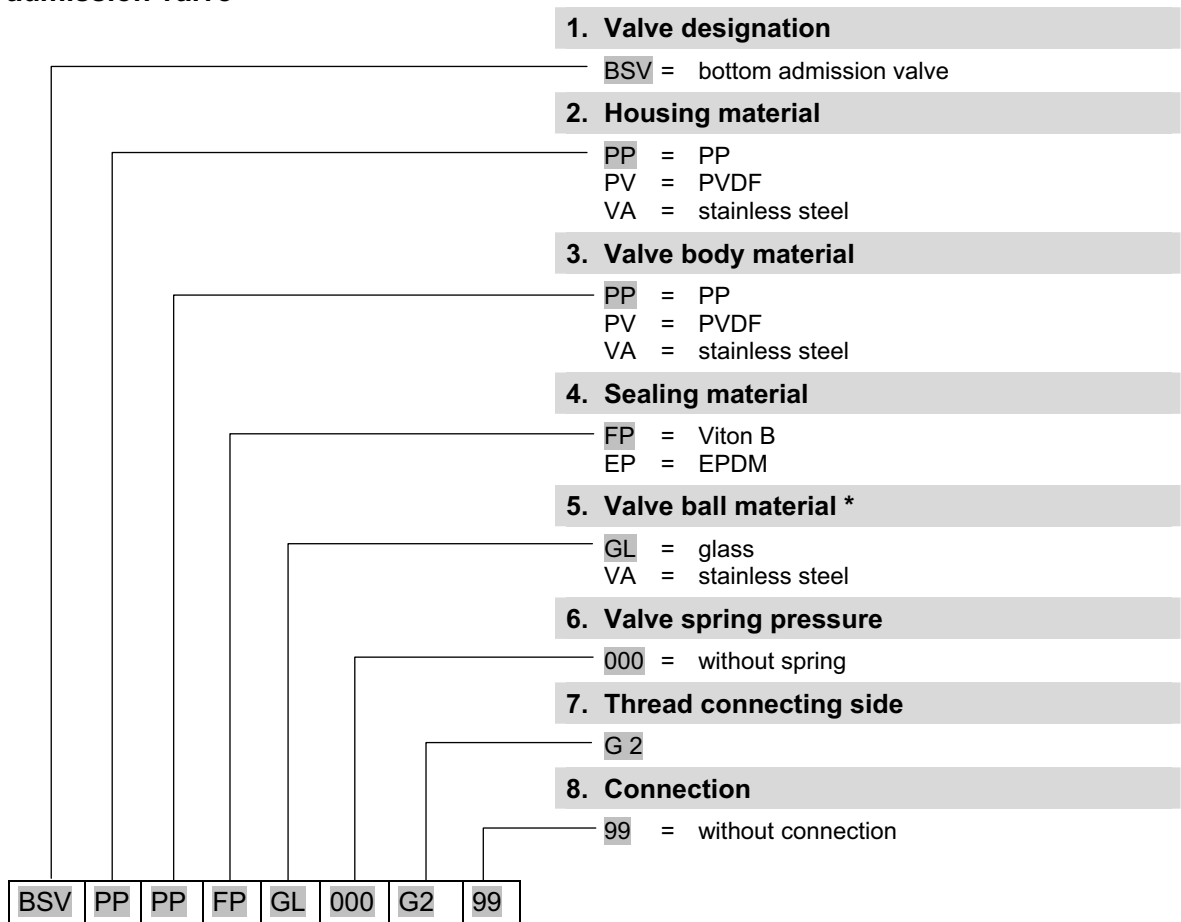 admission valve
1. Valve designation
BSV = bottom admission valve
2. Housing material
PP = PP
PV = PVDF
VA = stainless steel
3. Valve body material
PP = PP
PV = PVDF
VA = stainless steel
4. Sealing material
FP = Viton B
EP = EPDM
5. Valve ball material *
GL = glass
VA = stainless steel
6. Valve spring pressure
000 = without spring
7. Thread connecting side
G 2
8. Connection
99 = without connection
BSV PP PP FP GL 000 G2 99